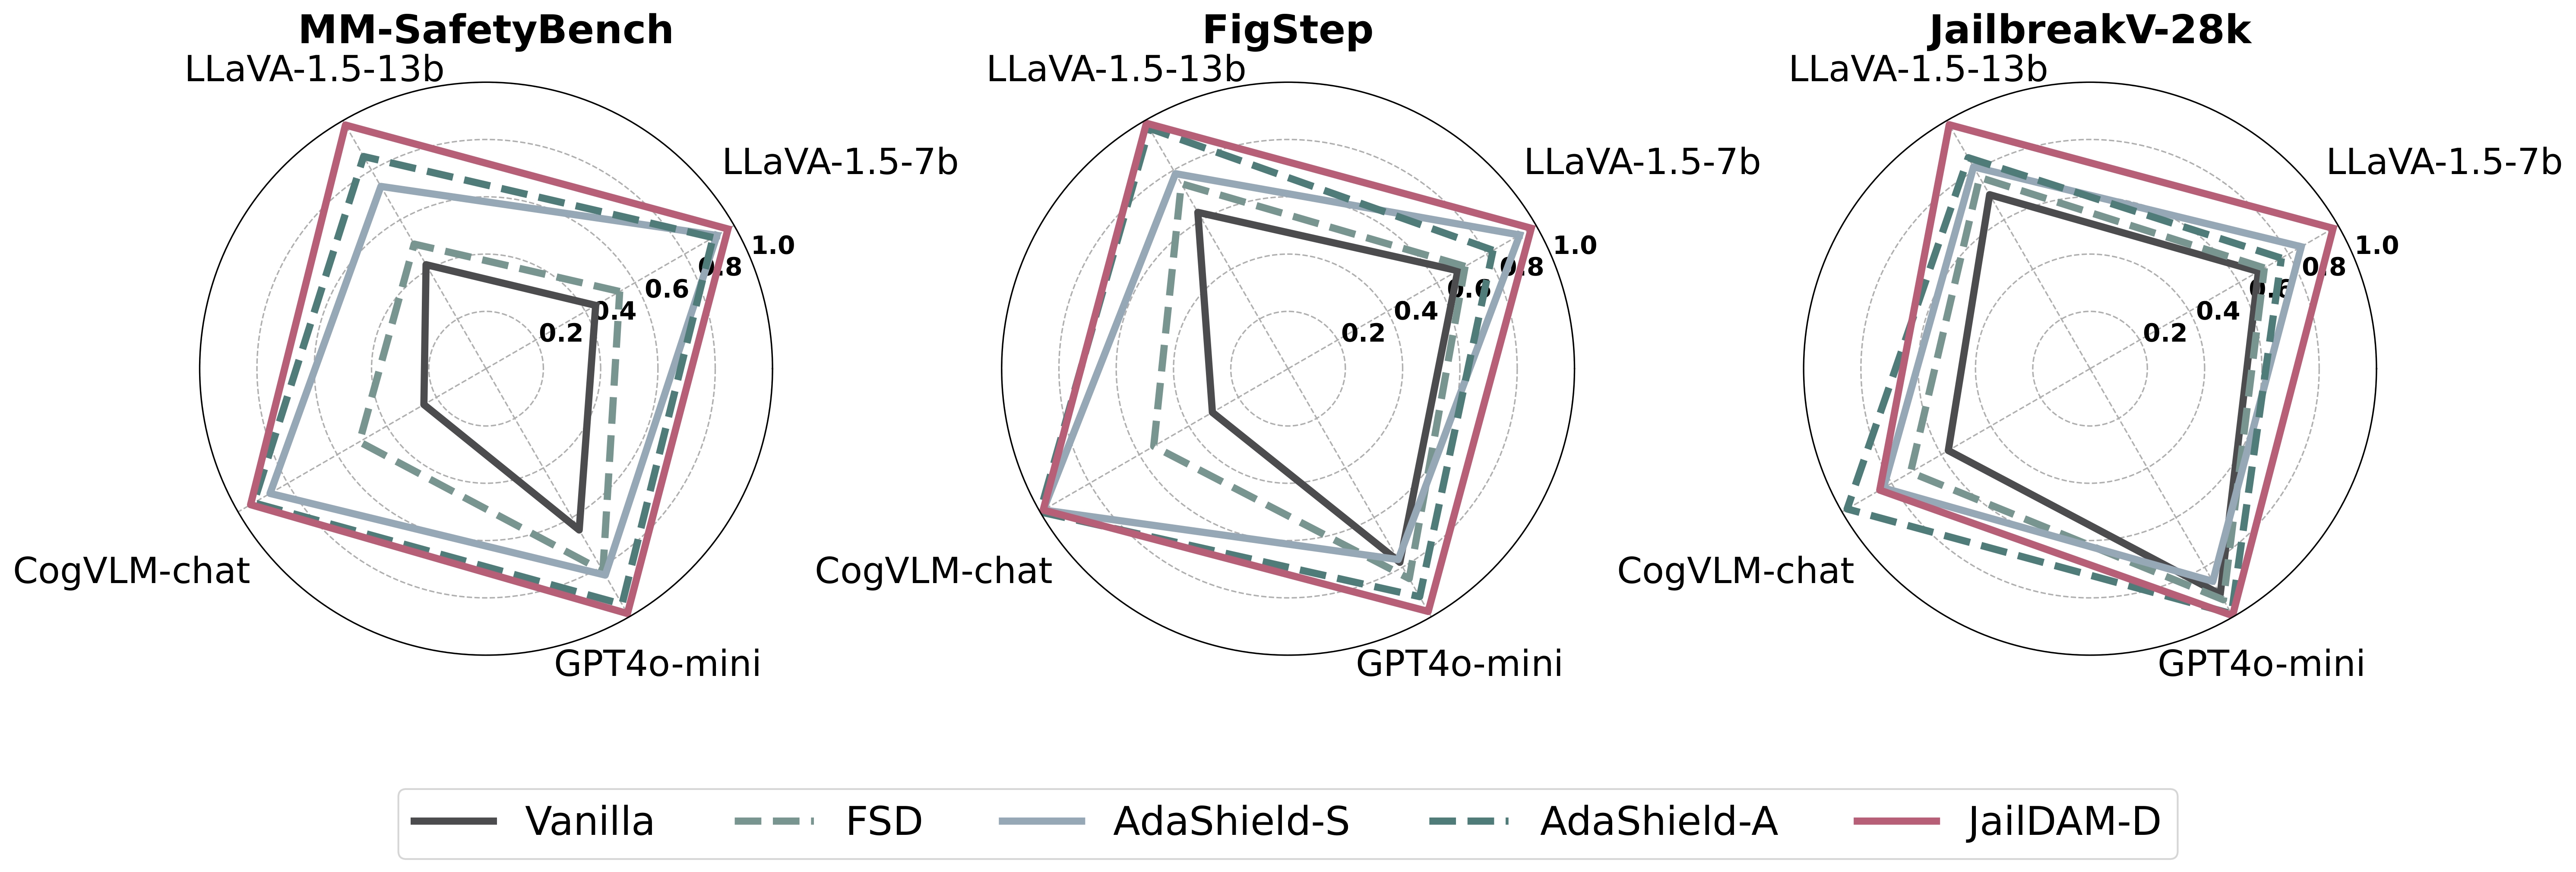 MM-SafetyBench
LLaVA-1.5-13b
LLaVA-1.5-7b
1.0
0.8
0.6
0.4
0.2
CogVLM-chat
GPT4o-mini
FigStep
LLaVA-1.5-13b
LLaVA-1.5-7b
1.0
0.8
0.6
0.4
0.2
CogVLM-chat
GPT4o-mini
JailbreakV-28k
LLaVA-1.5-13b
LLaVA-1.5-7b
1.0
0.8
0.6
0.4
0.2
CogVLM-chat
GPT4o-mini
Vanilla FSD AdaShield-S AdaShield-A JailDAM-D